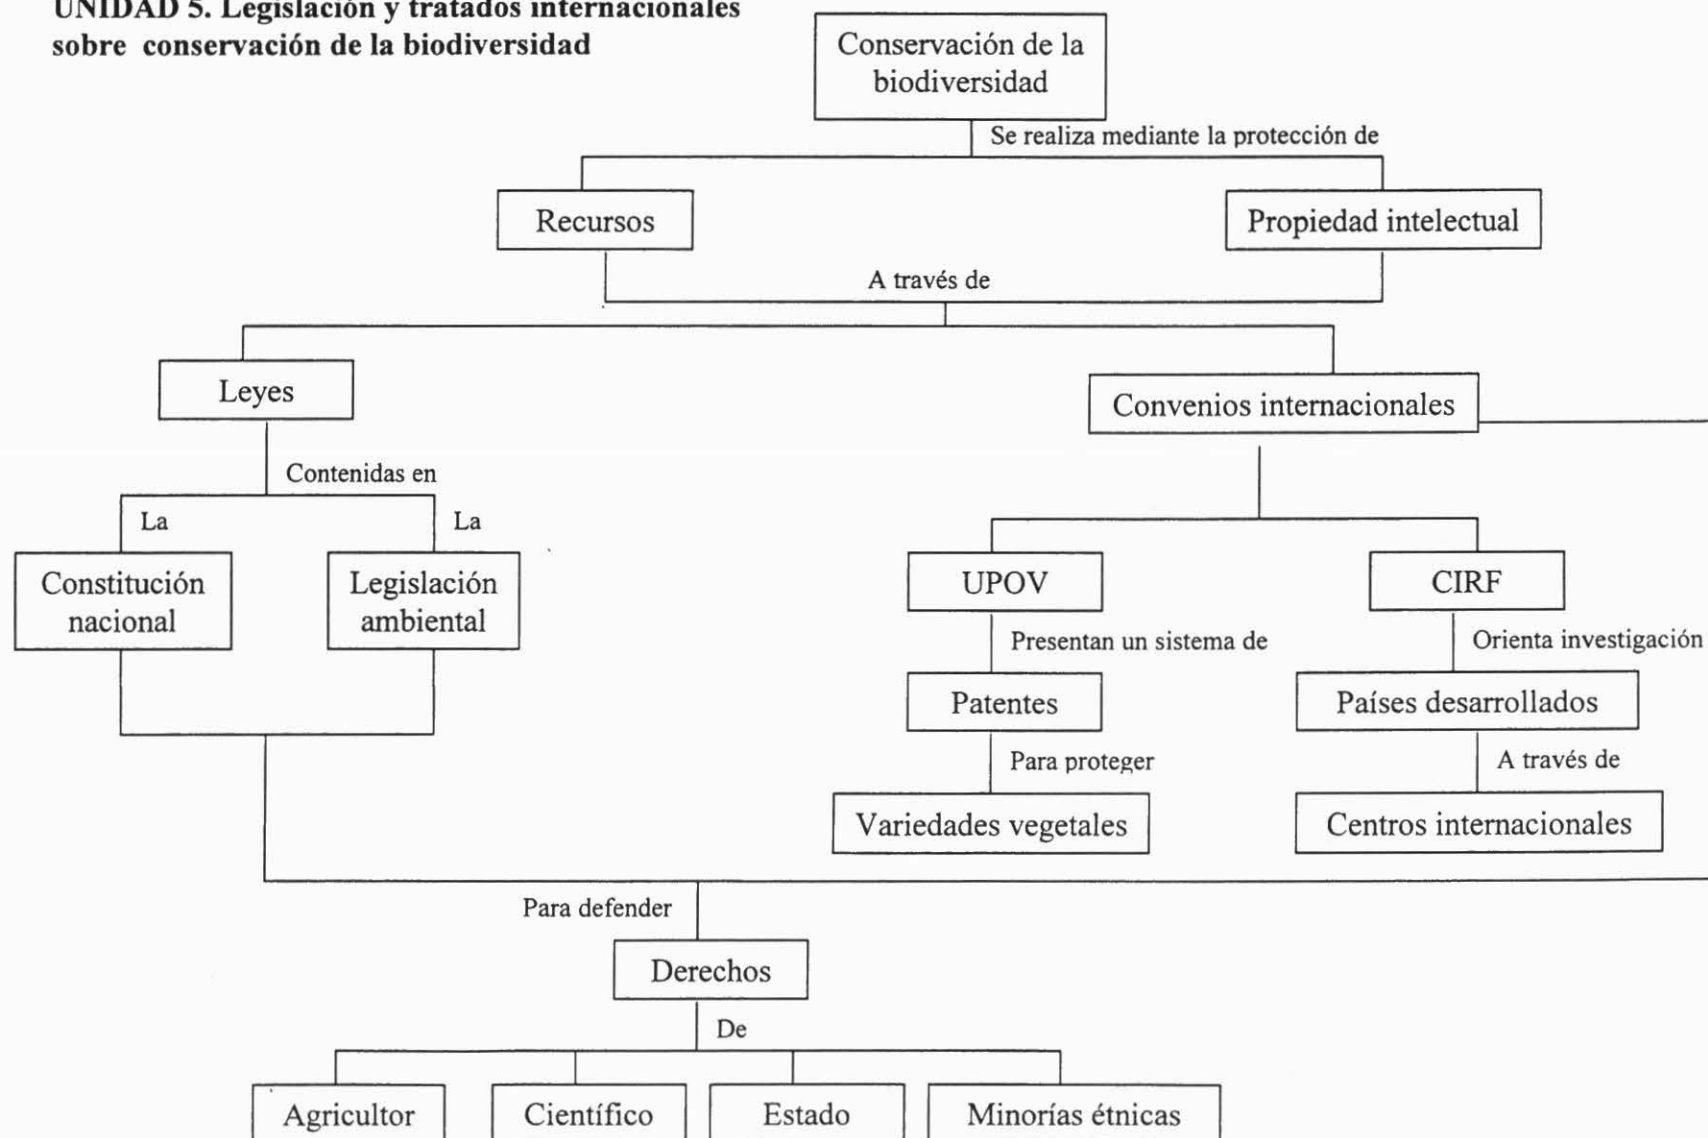 UNIDAD 5. Legislación y tratados internacionales
sobre conservación de la biodiversidad
Conservación de la
biodiversidad
Se realiza mediante la protección de
Recursos
Propiedad intelectual
A través de
Leyes
Convenios internacionales
Contenidas en
La
La
Constitución
nacional
Legislación
ambiental
UPOV
CIRF
Presentan un sistema de
Orienta investigación
Patentes
Países desarrollados
Para proteger
A través de
Variedades vegetales
Centros internacionales
Para defender
Derechos
De
Agricultor
Científico
Estado
Minorías étnicas